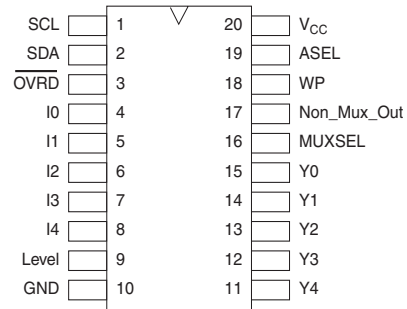 SCL 1 20 VCC
SDA 2 19 ASEL
OVRD 3 18 WP
I0 4 17 Non_Mux_Out
I1 5 16 MUXSEL
I2 6 15 Y0
I3 7 14 Y1
I4 8 13 Y2
Level 9 12 Y3
GND 10 11 Y4